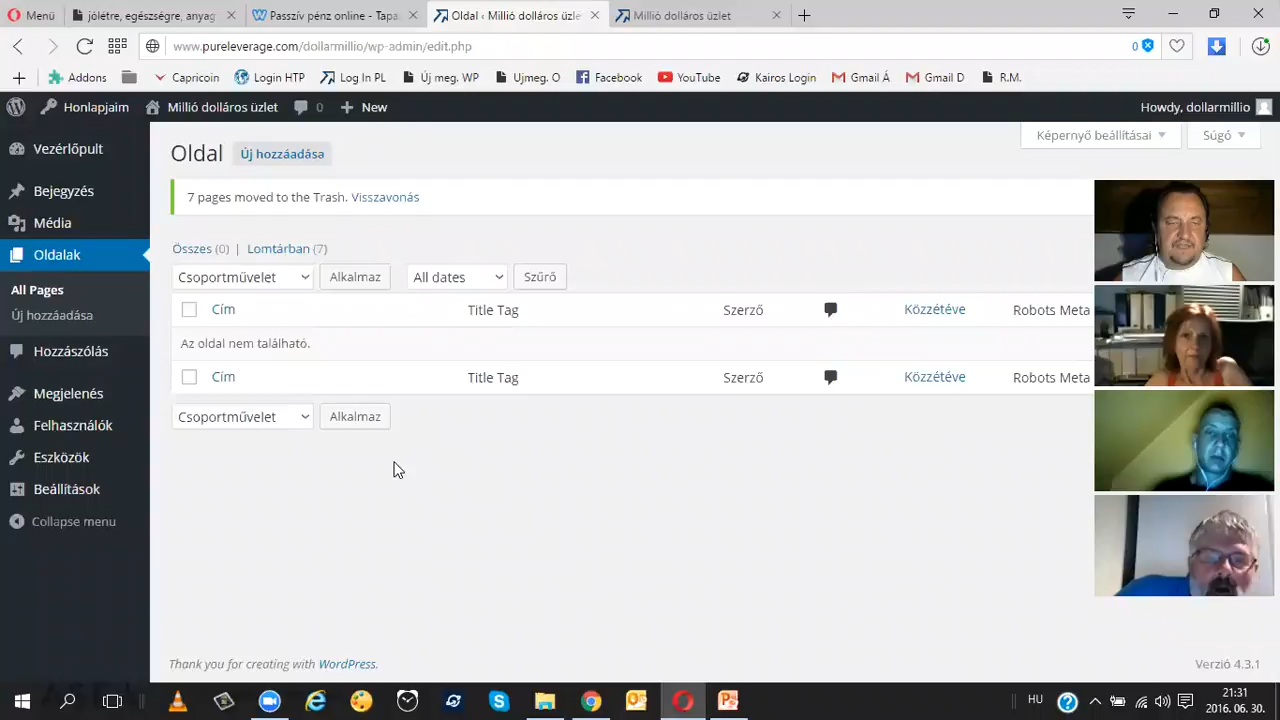 Menü
jólétre, egészségre, anyag
Passzív pénz online - Tapa
Oldal ‹ Millió dolláros üzle
Millió dolláros üzlet
www.pureleverage.com/dollarmillio/wp-admin/edit.php
0
Addons
Capricoin
Login HTP
Log In PL
Új meg. WP
Ujmeg. O
Facebook
YouTube
Kairos Login
Gmail Á
Gmail D
R.M.
Honlapjaim
Millió dolláros üzlet
0
New
Howdy, dollarmillio
Képernyő beállításai
Súgó
Vezérlőpult
Bejegyzés
Média
Oldalak
All Pages
Új hozzáadása
Hozzászólás
Megjelenés
Felhasználók
Eszközök
Beállítások
Collapse menu
Oldal
Új hozzáadása
7 pages moved to the Trash. Visszavonás
Összes (0) | Lomtárban (7)
Csoportművelet
Alkalmaz
All dates
Szűrő
Cím Title Tag Szerző Közzétéve Robots Meta
Az oldal nem található.
Cím Title Tag Szerző Közzétéve Robots Meta
Csoportművelet
Alkalmaz
Thank you for creating with WordPress.
Verzió 4.3.1
HU
21:31
2016. 06. 30.